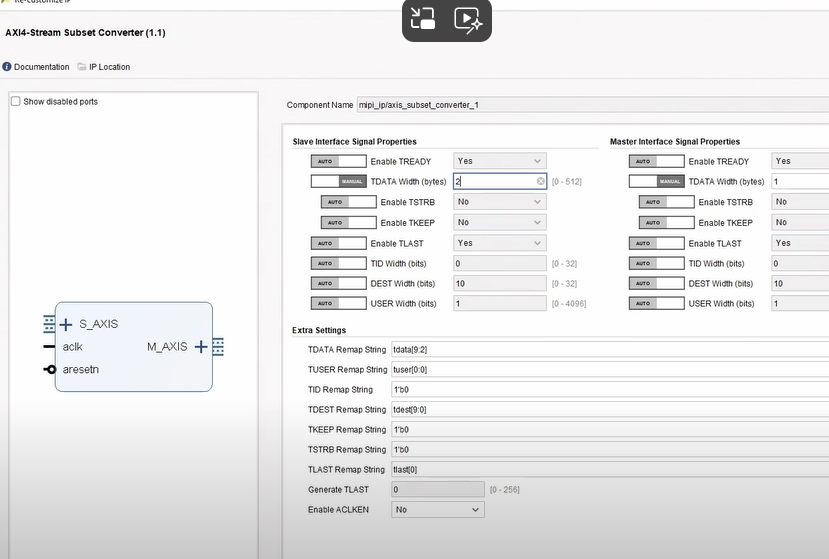 Re-customize IP
AXI4-Stream Subset Converter (1.1)
Documentation IP Location
Show disabled ports
S_AXIS
aclk
M_AXIS
aresetn
Component Name mipi_ip/axis_subset_converter_1
Slave Interface Signal Properties
AUTO Enable TREADY Yes
MANUAL TDATA Width (bytes) 2 [0 - 512]
AUTO Enable TSTRB No
AUTO Enable TKEEP No
AUTO Enable TLAST Yes
AUTO TID Width (bits) 0 [0 - 32]
AUTO DEST Width (bits) 10 [0 - 32]
AUTO USER Width (bits) 1 [0 - 4096]
Master Interface Signal Properties
AUTO Enable TREADY Yes
MANUAL TDATA Width (bytes) 1
AUTO Enable TSTRB No
AUTO Enable TKEEP No
AUTO Enable TLAST Yes
AUTO TID Width (bits) 0
AUTO DEST Width (bits) 10
AUTO USER Width (bits) 1
Extra Settings
TDATA Remap String tdata[9:2]
TUSER Remap String tuser[0:0]
TID Remap String 1'b0
TDEST Remap String tdest[9:0]
TKEEP Remap String 1'b0
TSTRB Remap String 1'b0
TLAST Remap String tlast[0]
Generate TLAST 0 [0 - 256]
Enable ACLKEN No